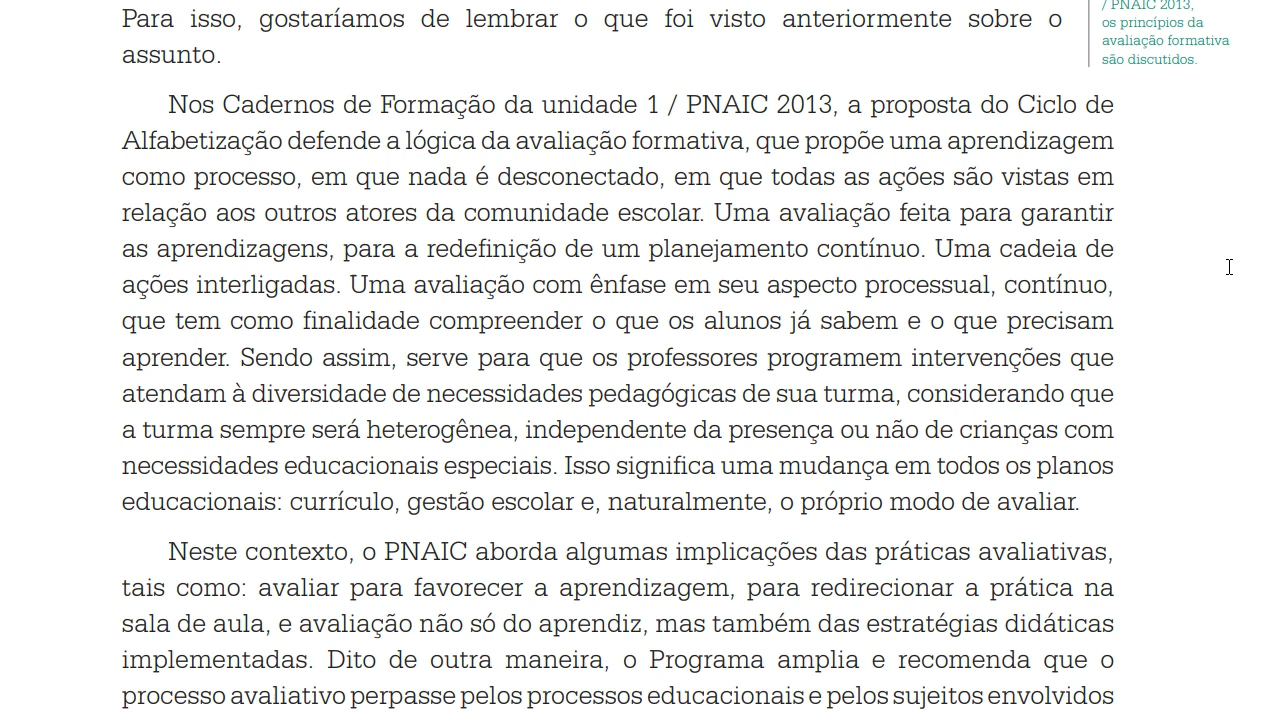 Para isso, gostaríamos de lembrar o que foi visto anteriormente sobre o
assunto.
/ PNAIC 2013,
os princípios da
avaliação formativa
são discutidos.
Nos Cadernos de Formação da unidade 1 / PNAIC 2013, a proposta do Ciclo de
Alfabetização defende a lógica da avaliação formativa, que propõe uma aprendizagem
como processo, em que nada é desconectado, em que todas as ações são vistas em
relação aos outros atores da comunidade escolar. Uma avaliação feita para garantir
as aprendizagens, para a redefinição de um planejamento contínuo. Uma cadeia de
ações interligadas. Uma avaliação com ênfase em seu aspecto processual, contínuo,
que tem como finalidade compreender o que os alunos já sabem e o que precisam
aprender. Sendo assim, serve para que os professores programem intervenções que
atendam à diversidade de necessidades pedagógicas de sua turma, considerando que
a turma sempre será heterogênea, independente da presença ou não de crianças com
necessidades educacionais especiais. Isso significa uma mudança em todos os planos
educacionais: currículo, gestão escolar e, naturalmente, o próprio modo de avaliar.
Neste contexto, o PNAIC aborda algumas implicações das práticas avaliativas,
tais como: avaliar para favorecer a aprendizagem, para redirecionar a prática na
sala de aula, e avaliação não só do aprendiz, mas também das estratégias didáticas
implementadas. Dito de outra maneira, o Programa amplia e recomenda que o
processo avaliativo perpasse pelos processos educacionais e pelos sujeitos envolvidos